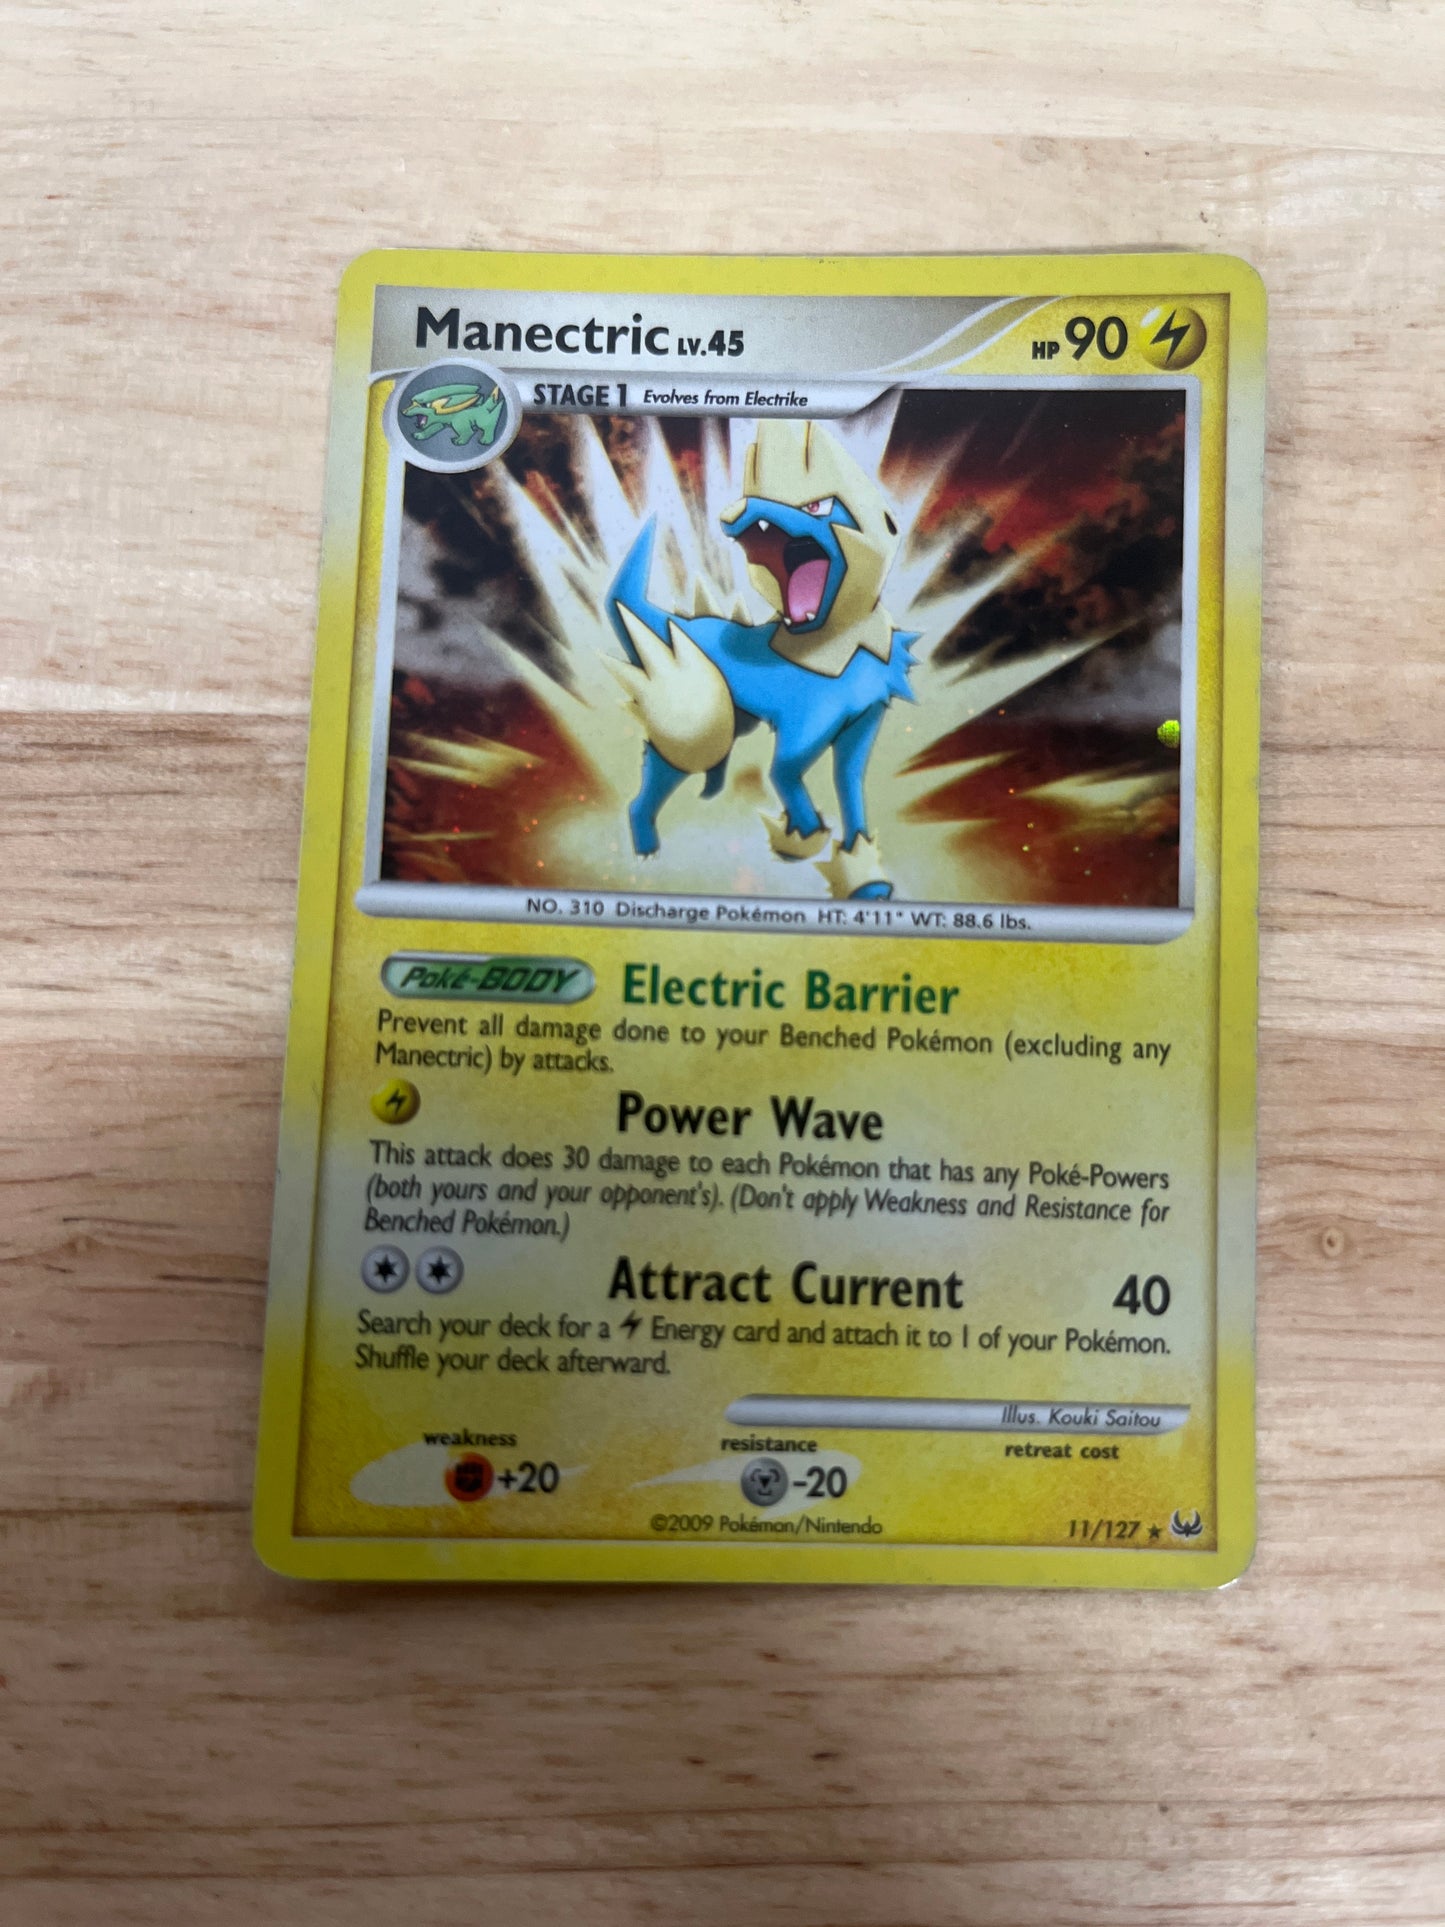 Manectric LV.45 HP 90
STAGE 1 Evolves from Electrike
NO. 310 Discharge Pokémon HT: 4'11" WT: 88.6 lbs.
Poké-BODY Electric Barrier
Prevent all damage done to your Benched Pokémon (excluding any
Manectric) by attacks.
Power Wave
This attack does 30 damage to each Pokémon that has any Poké-Powers
(both yours and your opponent's). (Don't apply Weakness and Resistance for
Benched Pokémon.)
Attract Current 40
Search your deck for a Energy card and attach it to 1 of your Pokémon.
Shuffle your deck afterward.
Illus. Kouki Saitou
weakness resistance retreat cost
+20 -20
©2009 Pokémon/Nintendo 11/127